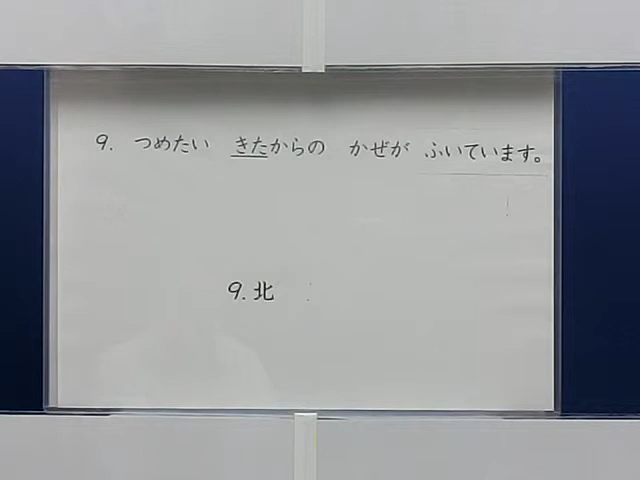 9. つめたい きたからの かぜが ふいています。
9. 北